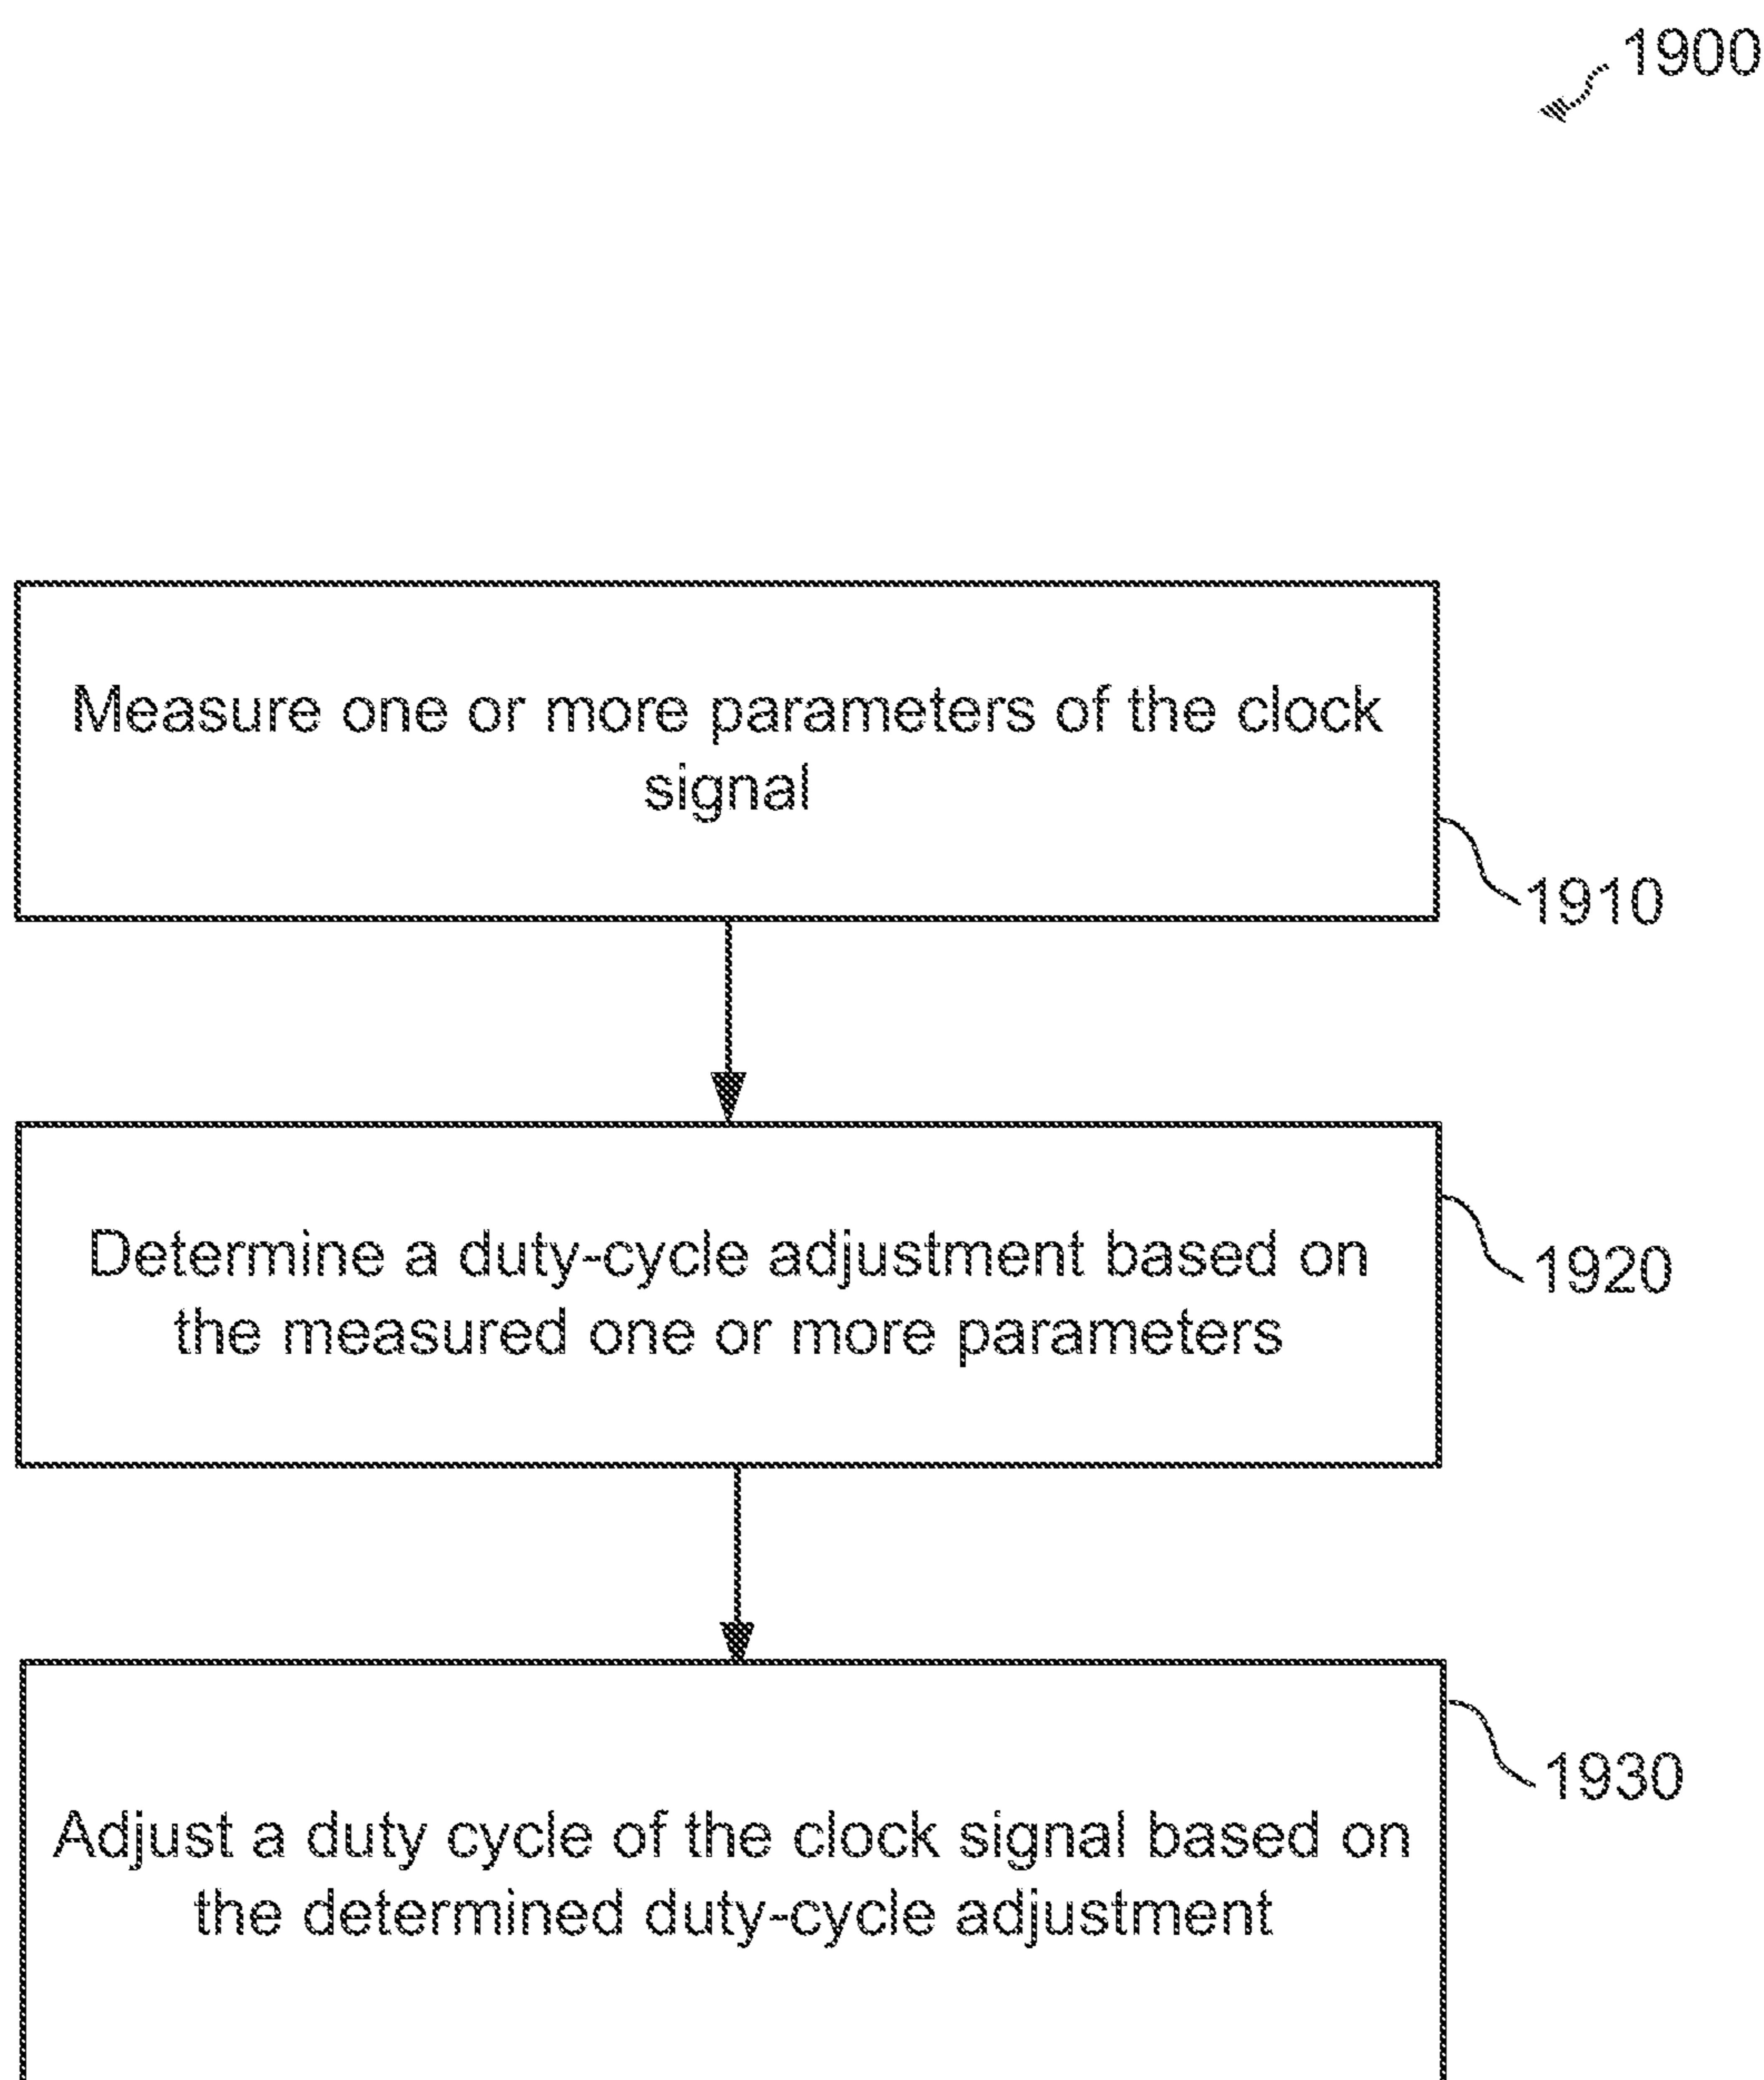 1900
Measure one or more parameters of the clock
signal
1910
Determine a duty-cycle adjustment based on
the measured one or more parameters
1920
1930
Adjust a duty cycle of the clock signal based on
the determined duty-cycle adjustment